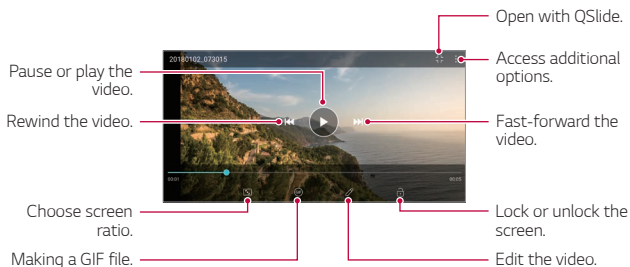 Open with QSlide.
20180102_073015
Access additional
options.
Pause or play the
video.
Rewind the video.
Fast-forward the
video.
00:01
00:05
GIF
Choose screen
ratio.
Lock or unlock the
screen.
Making a GIF file.
Edit the video.